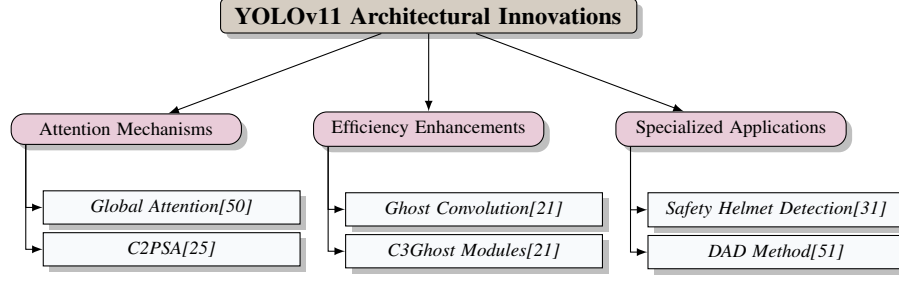 YOLOv11 Architectural Innovations
Attention Mechanisms
Global Attention[50]
C2PSA[25]
Efficiency Enhancements
Ghost Convolution[21]
C3Ghost Modules[21]
Specialized Applications
Safety Helmet Detection[31]
DAD Method[51]